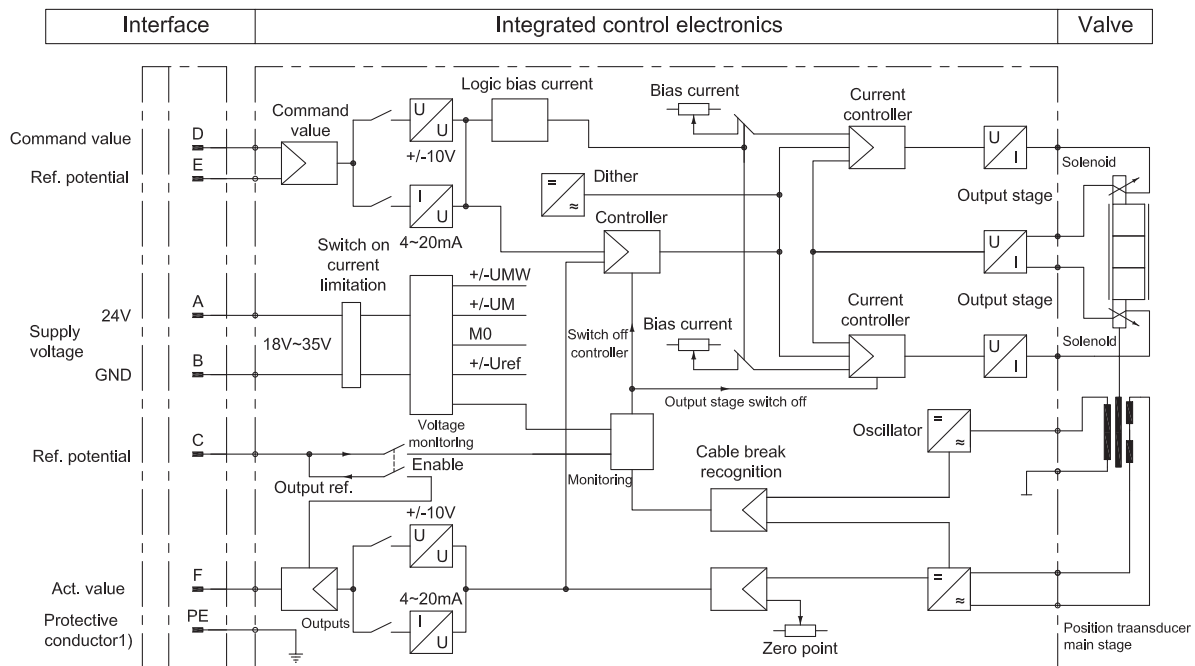 Interface
Integrated control electronics
Valve
Command value
D
E
Ref. potential
Command
value
U
U
+/-10V
I
U
4~20mA
Logic bias current
Bias current
Current
controller
U
I
Solenoid
=
≈
Dither
Output stage
Controller
U
I
Output stage
Switch on
current
limitation
+/-UMW
+/-UM
M0
+/-Uref
24V
A
Supply
voltage
18V~35V
GND
B
Switch off
controller
Bias current
Current
controller
U
I
Solenoid
Output stage switch off
Voltage
monitoring
Ref. potential
C
Enable
Output ref.
Monitoring
Cable break
recognition
Oscillator
=
≈
+/-10V
U
U
Act. value
F
Outputs
4~20mA
I
U
=
≈
Zero point
Protective
conductor1)
PE
Position traansducer
main stage